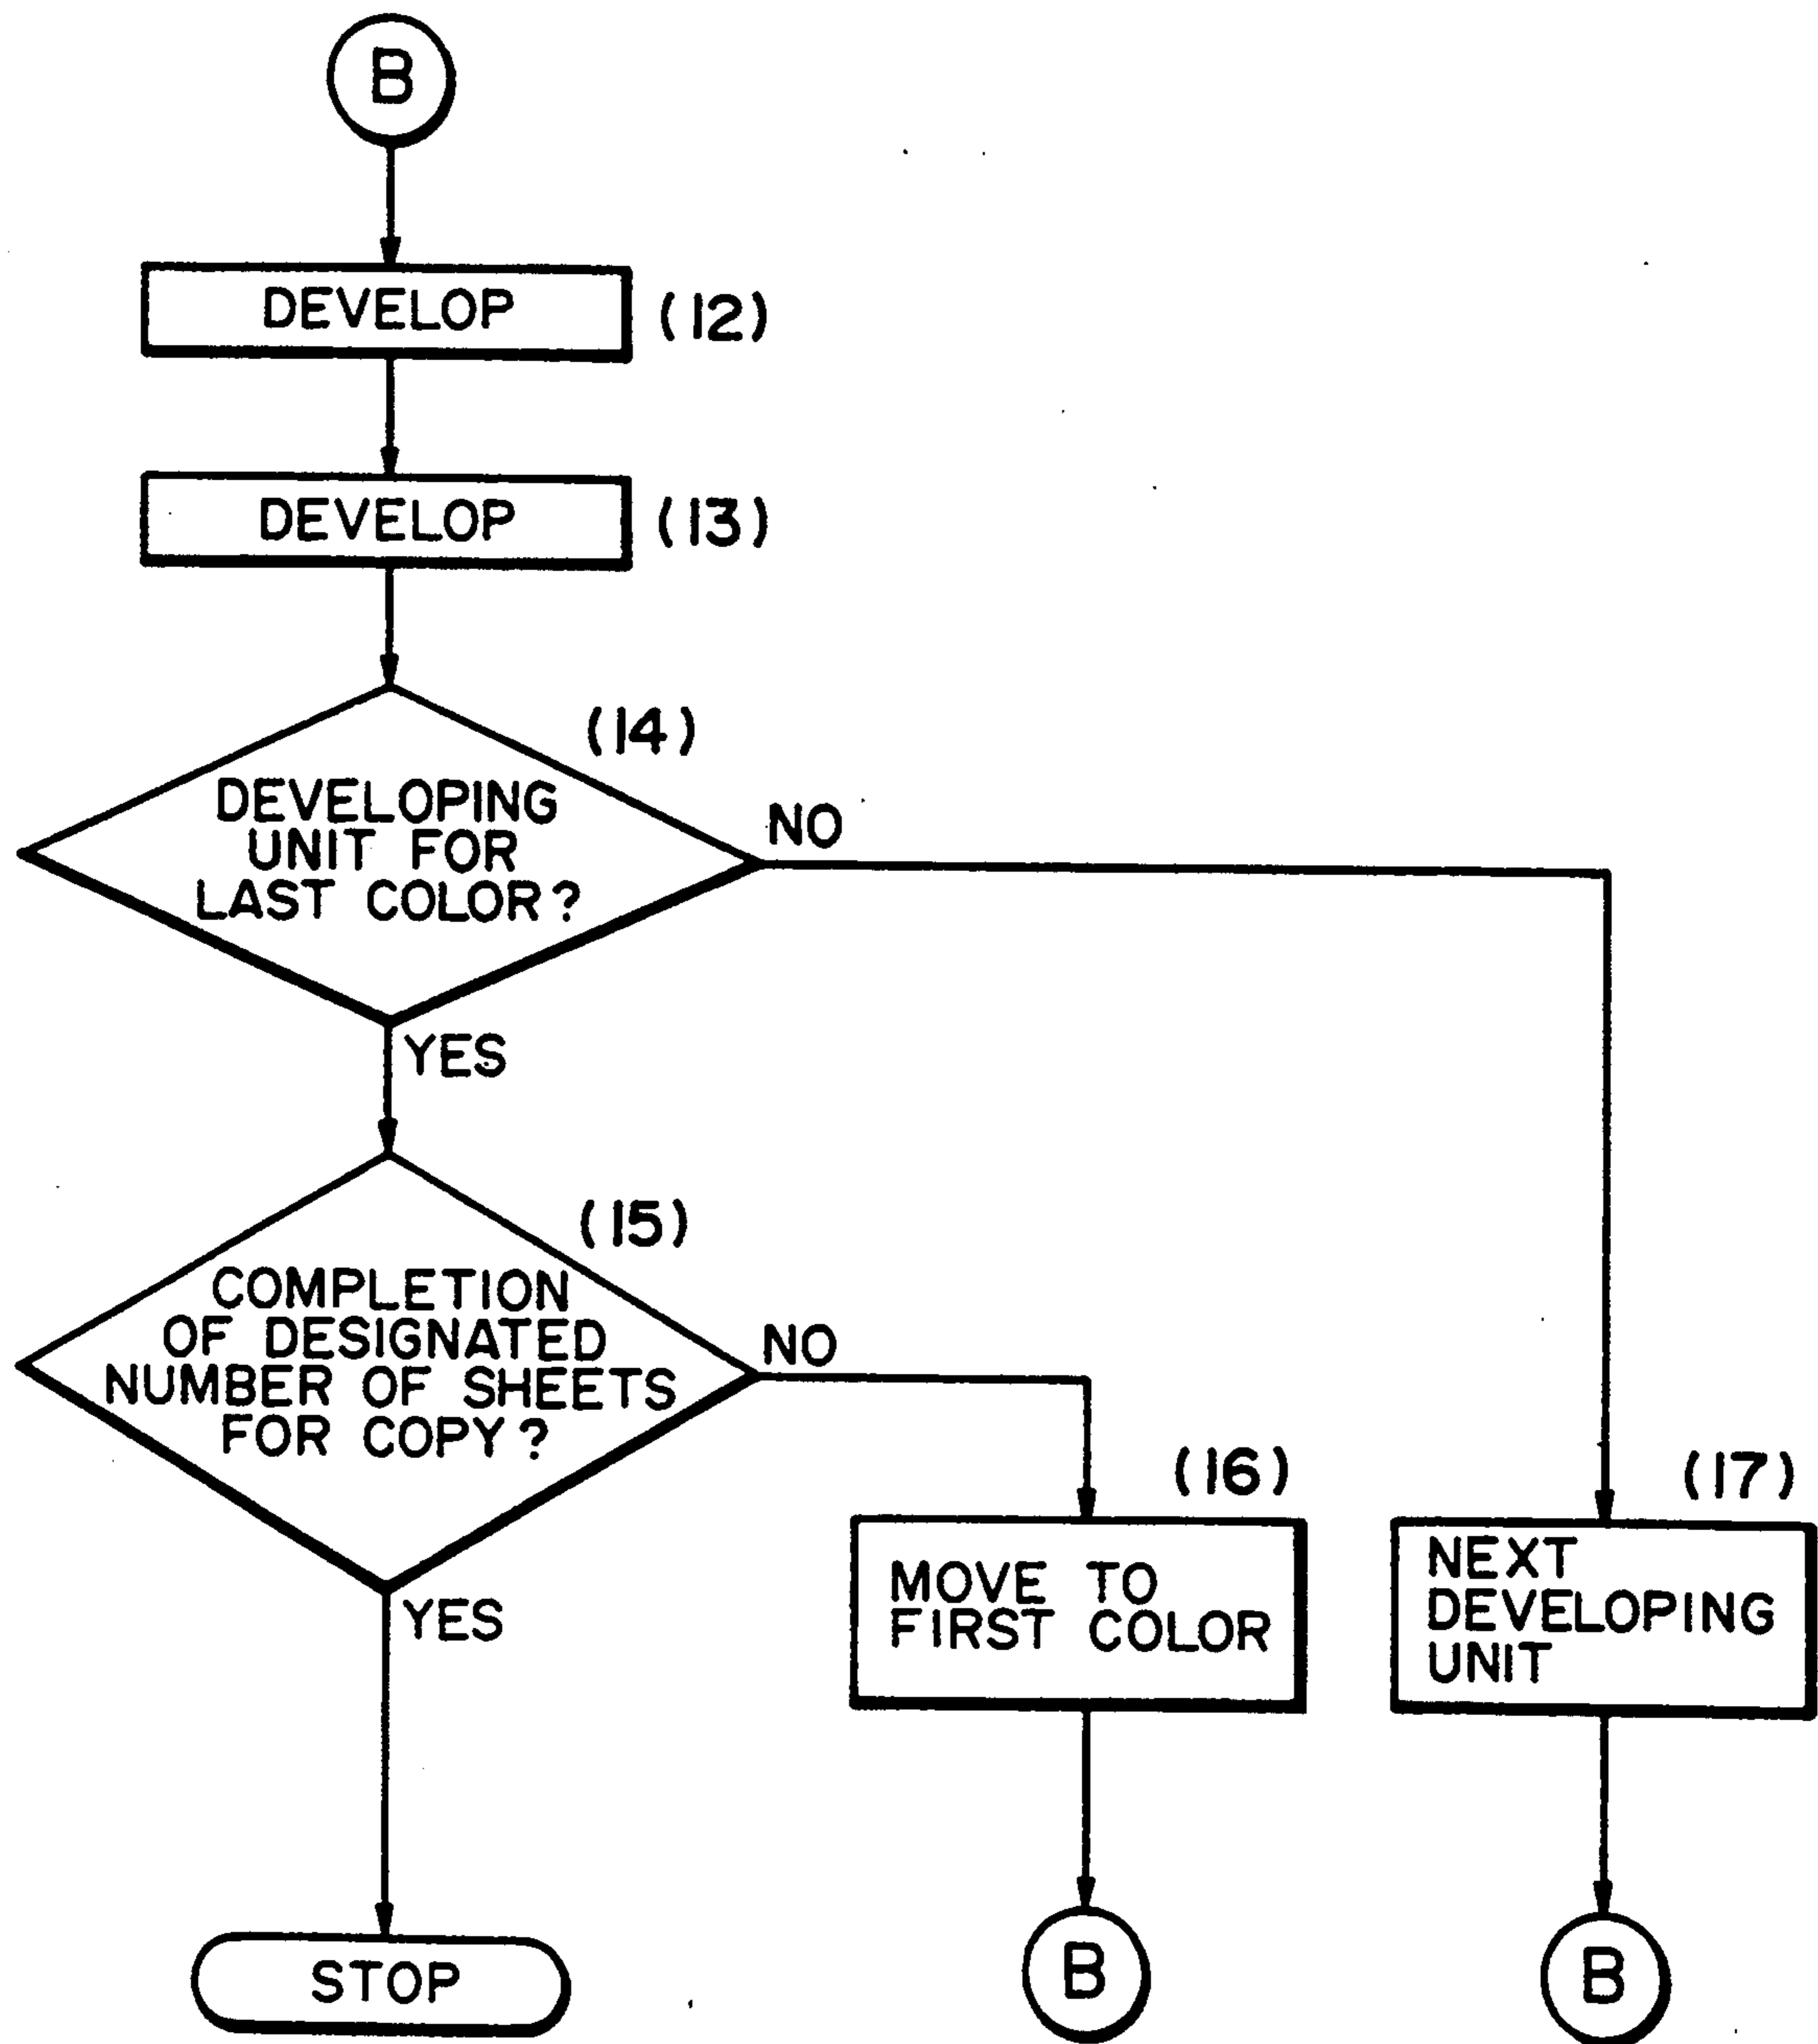 B
DEVELOP
(12)
DEVELOP
(13)
(14)
DEVELOPING
UNIT FOR
LAST COLOR?
NO
YES
(15)
COMPLETION
OF DESIGNATED
NUMBER OF SHEETS
FOR COPY?
NO
YES
(16)
MOVE TO
FIRST COLOR
(17)
NEXT
DEVELOPING
UNIT
STOP
B
B